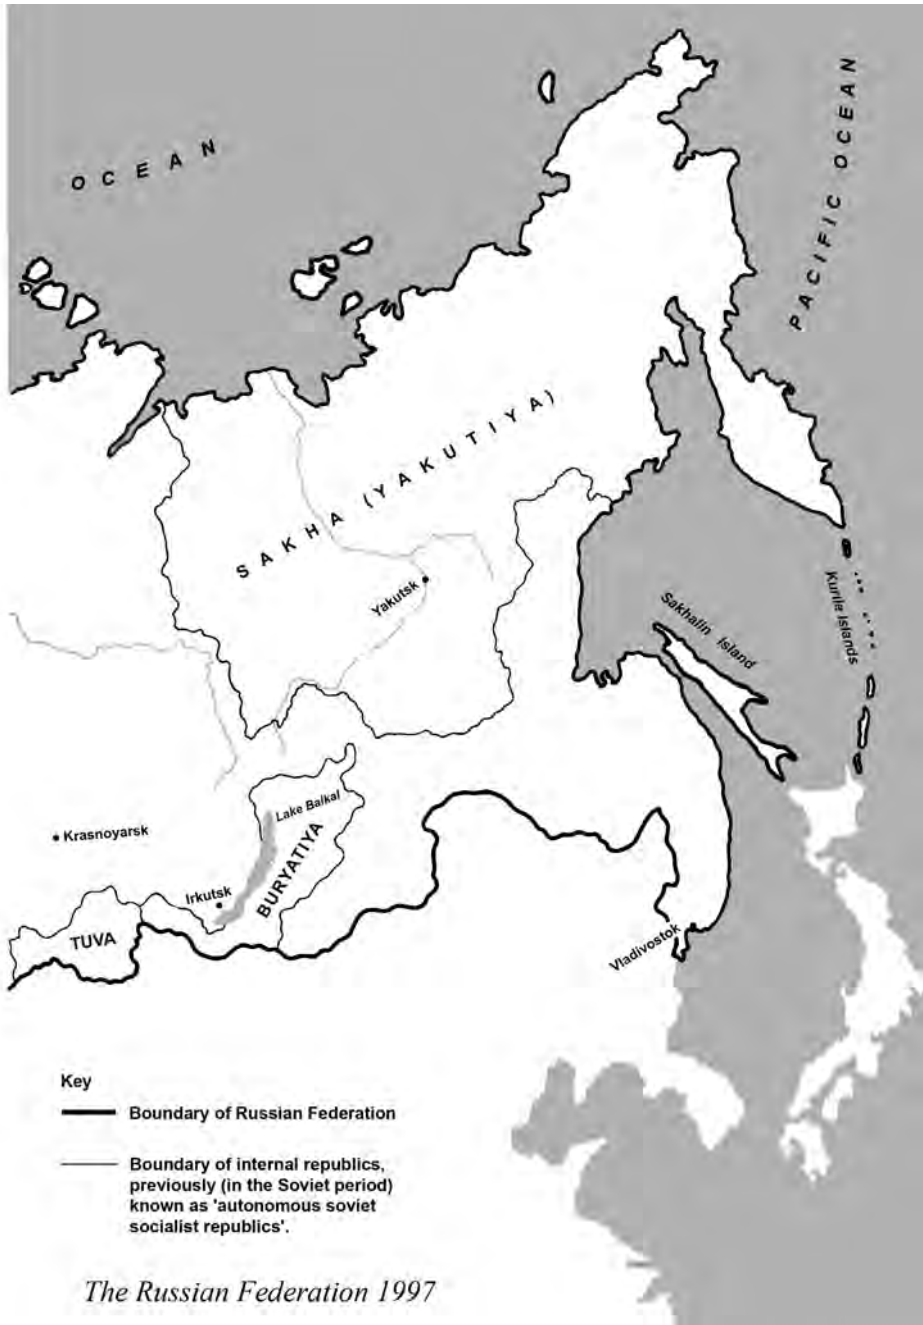 OCEAN
PACIFIC OCEAN
SAKHA (YAKUTIYA)
Yakutsk
Sakhalin Island
Kurile Islands
Lake Baikal
Krasnoyarsk
BURYATIYA
Irkutsk
TUVA
Vladivostok
Key
Boundary of Russian Federation
Boundary of internal republics,
previously (in the Soviet period)
known as 'autonomous soviet
socialist republics'.
The Russian Federation 1997